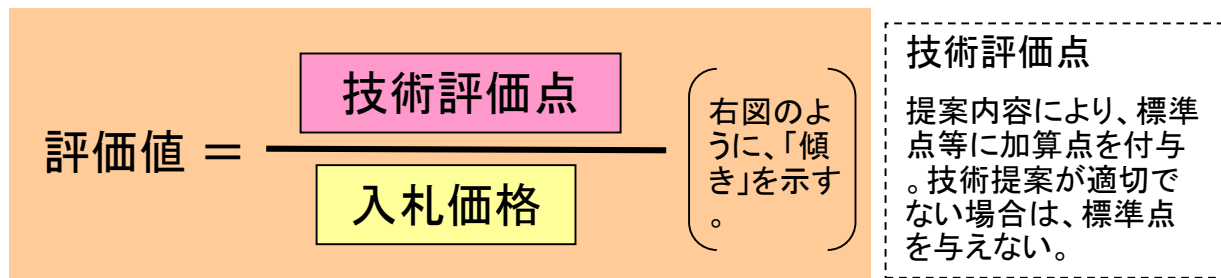 技術評価点
評価値 =
入札価格
右図のよ
うに、「傾
き」を示す
。
技術評価点
提案内容により、標準
点等に加算点を付与
。技術提案が適切で
ない場合は、標準点
を与えない。